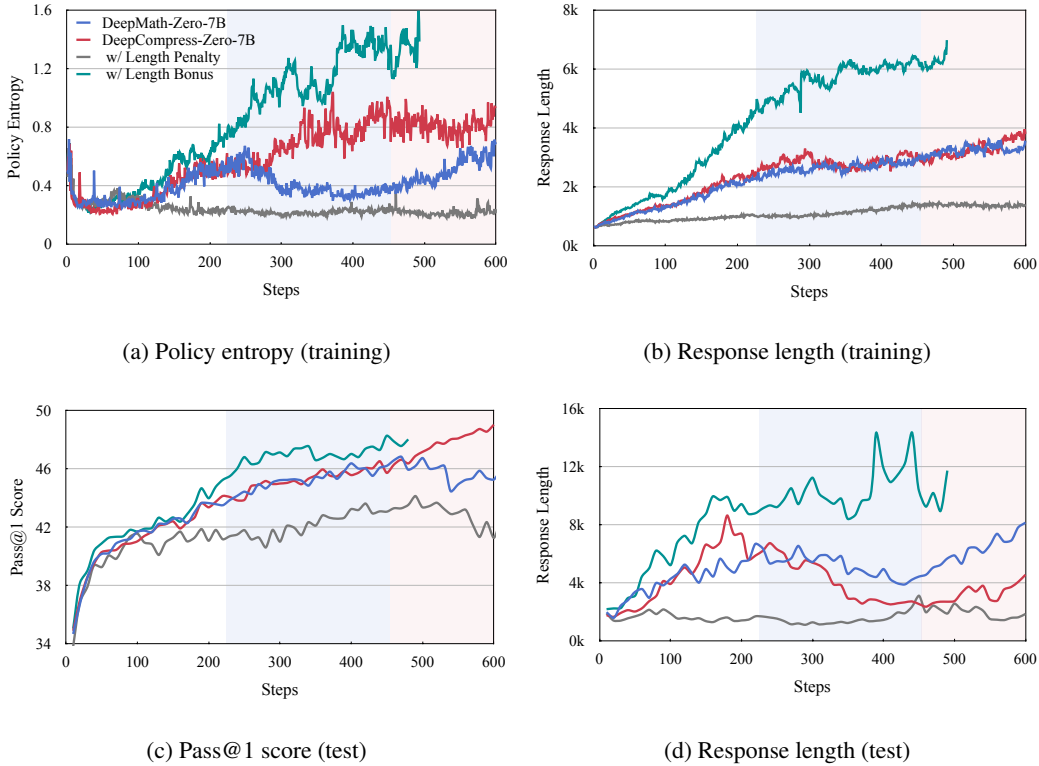 DeepMath-Zero-7B
DeepCompress-Zero-7B
w/ Length Penalty
w/ Length Bonus
Policy Entropy
1.6
1.2
0.8
0.4
0
0 100 200 300 400 500 600
Steps
(a) Policy entropy (training)
Response Length
8k
6k
4k
2k
0k
0 100 200 300 400 500 600
Steps
(b) Response length (training)
Pass@1 Score
50
46
42
38
34
0 100 200 300 400 500 600
Steps
(c) Pass@1 score (test)
Response Length
16k
12k
8k
4k
0k
0 100 200 300 400 500 600
Steps
(d) Response length (test)